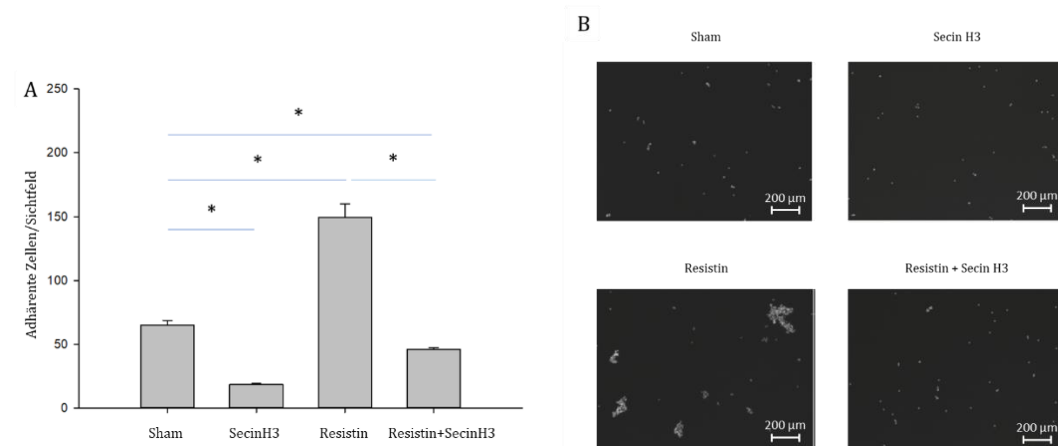 A
250
200
150
100
50
0
Adhärente Zellen/Sichtfeld
*
*
*
*
Sham SecinH3 Resistin Resistin+SecinH3
B
Sham Secin H3
200 µm 200 µm
Resistin Resistin + Secin H3
200 µm 200 µm